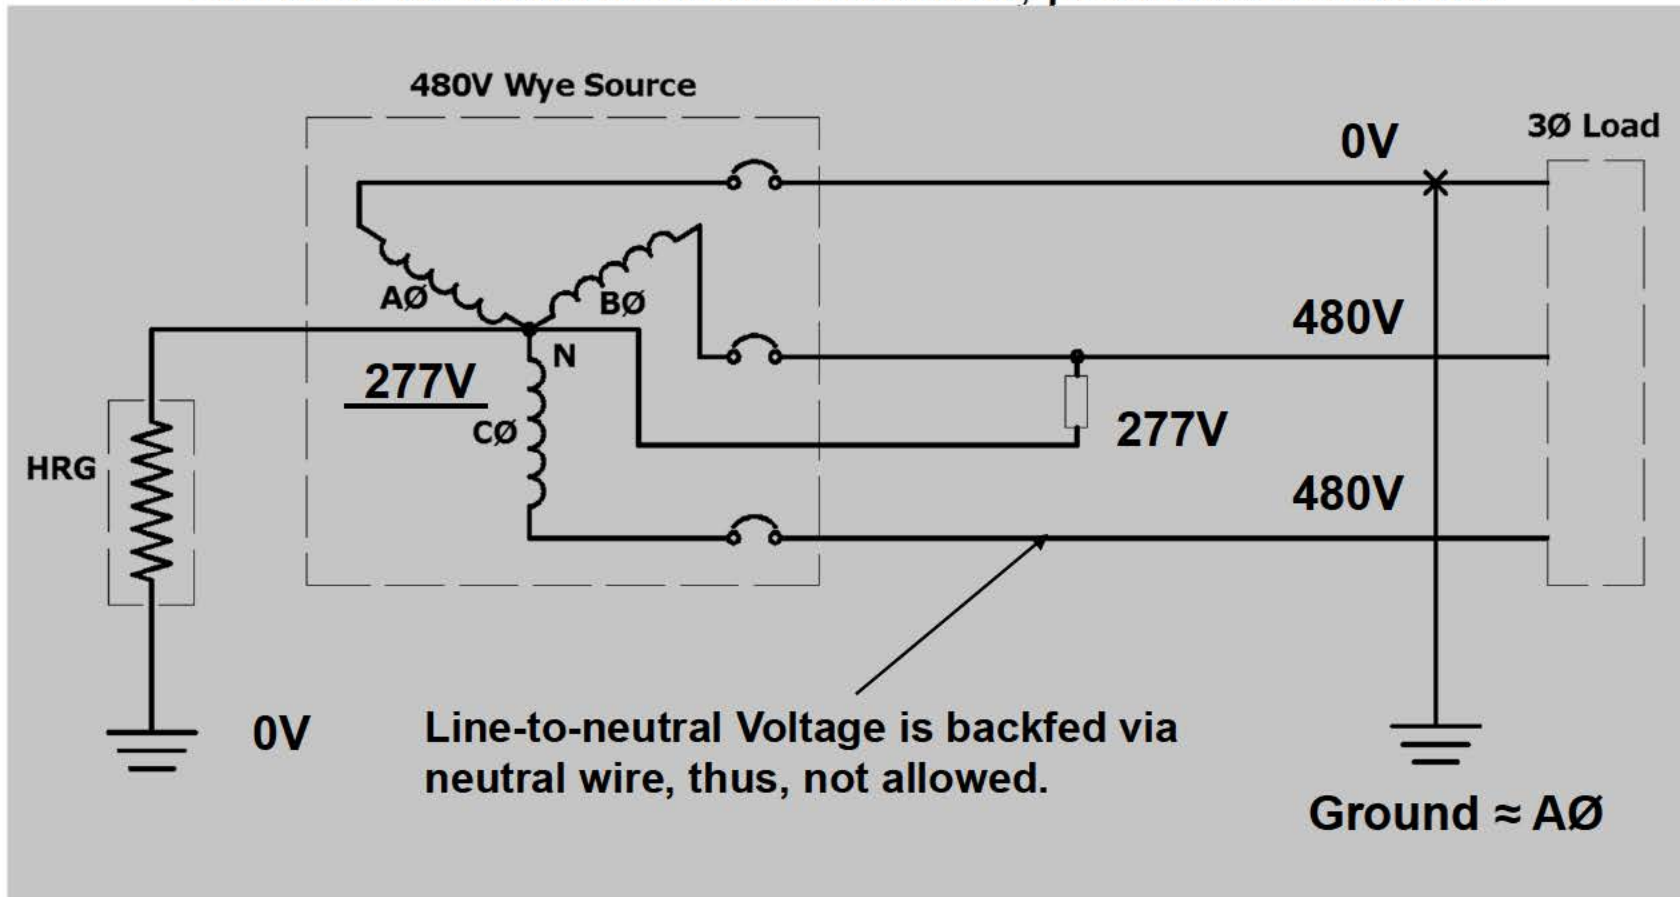 480V Wye Source
0V
3Ø Load
AØ
BØ
480V
N
277V
CØ
277V
HRG
480V
0V
Line-to-neutral Voltage is backfed via
neutral wire, thus, not allowed.
Ground ≈ AØ